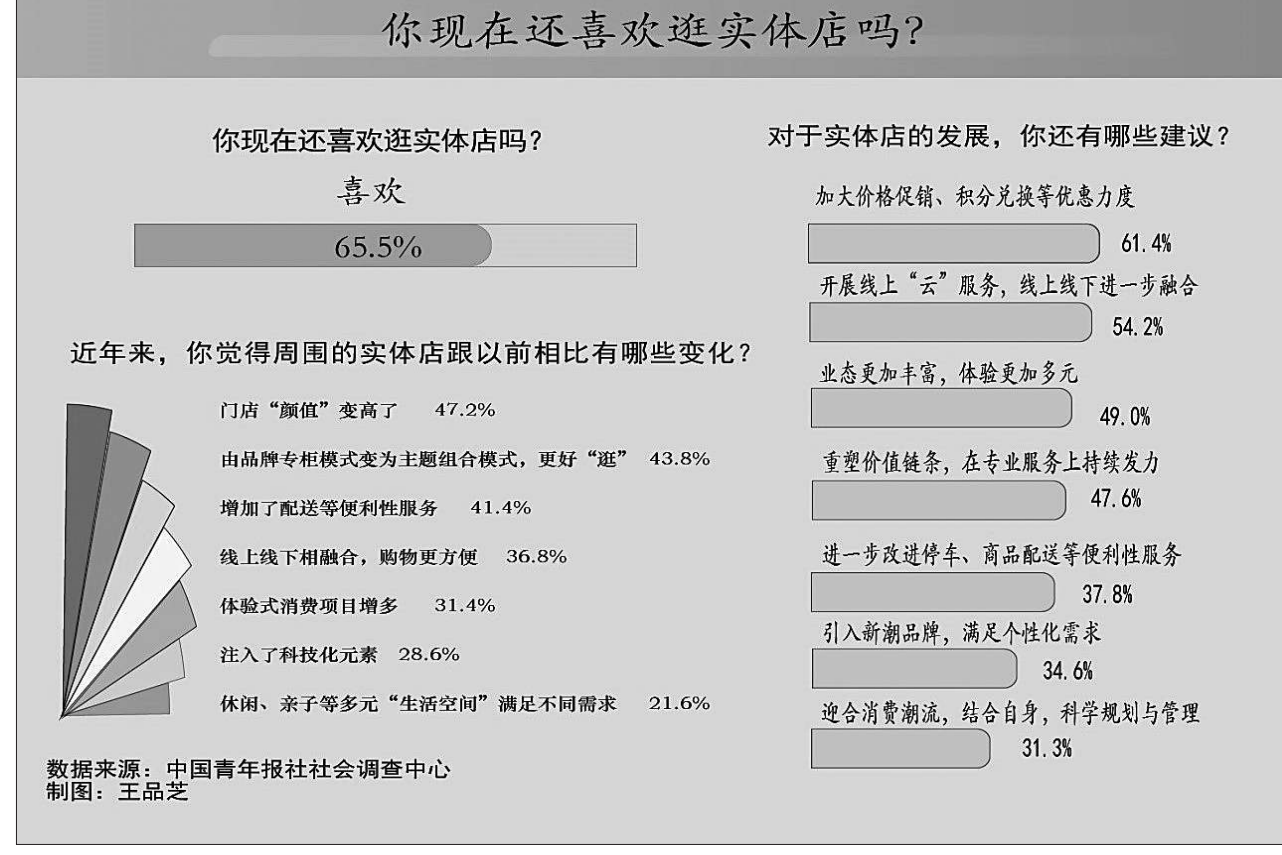 你现在还喜欢逛实体店吗?
你现在还喜欢逛实体店吗？
喜欢
65.5%
近年来，你觉得周围的实体店跟以前相比有哪些变化？
门店“颜值”变高了 47.2%
由品牌专柜模式变为主题组合模式，更好“逛” 43.8%
增加了配送等便利性服务 41.4%
线上线下相融合，购物更方便 36.8%
体验式消费项目增多 31.4%
注入了科技化元素 28.6%
休闲、亲子等多元“生活空间”满足不同需求 21.6%
数据来源：中国青年报社社会调查中心
制图：王品芝
对于实体店的发展，你还有哪些建议？
加大价格促销、积分兑换等优惠力度
61.4%
开展线上“云”服务，线上线下进一步融合
54.2%
业态更加丰富，体验更加多元
49.0%
重塑价值链条，在专业服务上持续发力
47.6%
进一步改进停车、商品配送等便利性服务
37.8%
引入新潮品牌，满足个性化需求
34.6%
迎合消费潮流，结合自身，科学规划与管理
31.3%